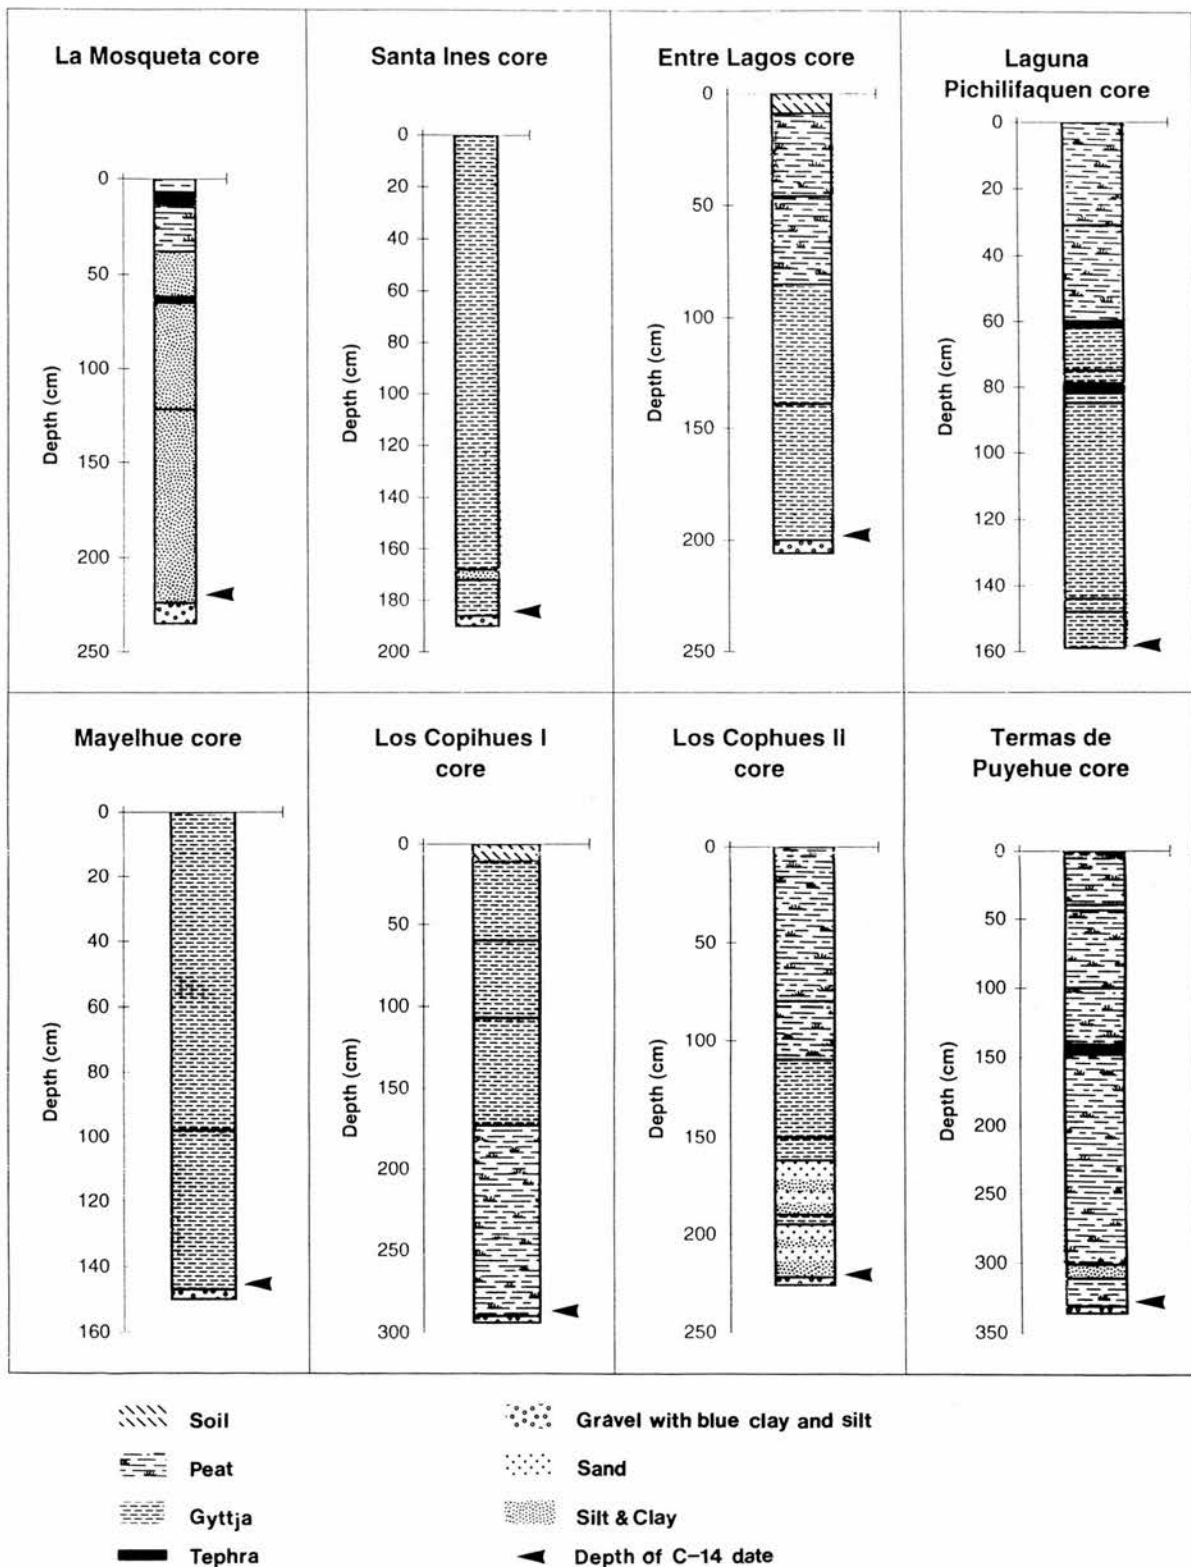 La Mosqueta core
0
50
100
150
200
250
Depth (cm)
Santa Ines core
0
20
40
60
80
100
120
140
160
180
200
Depth (cm)
Entre Lagos core
0
50
100
150
200
250
Depth (cm)
Laguna
Pichilifaquen core
0
20
40
60
80
100
120
140
160
Depth (cm)
Mayelhue core
0
20
40
60
80
100
120
140
160
Depth (cm)
Los Copihues I
core
0
50
100
150
200
250
300
Depth (cm)
Los Cophues II
core
0
50
100
150
200
250
Depth (cm)
Termas de
Puyehue core
0
50
100
150
200
250
300
350
Depth (cm)
Soil
Peat
Gyttja
Tephra
Gravel with blue clay and silt
Sand
Silt & Clay
Depth of C-14 date